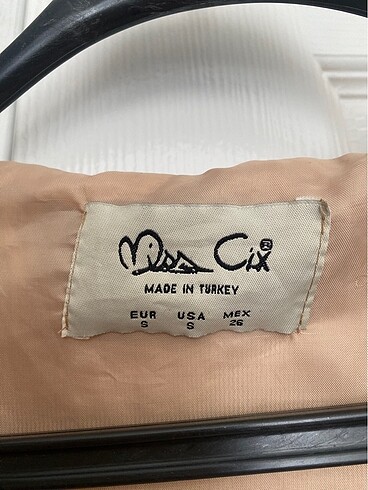 Miss Cix®
MADE IN TURKEY
EUR USA MEX
S S 26